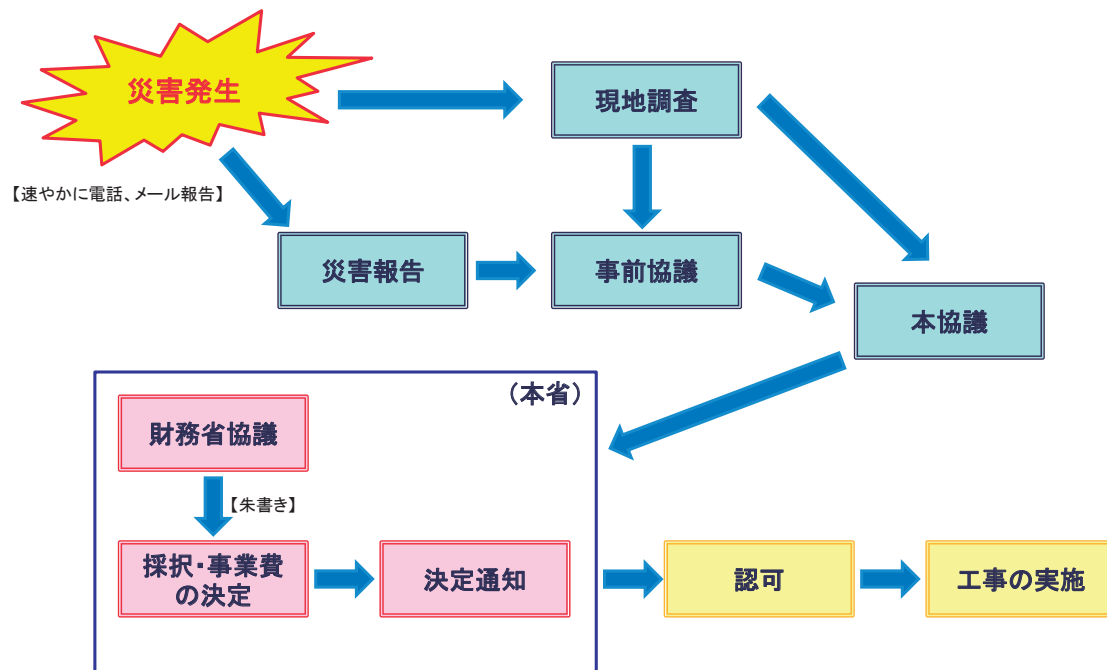 災害発生
現地調査
【速やかに電話、メール報告】
災害報告
事前協議
本協議
（本省）
財務省協議
【朱書き】
採択・事業費
の決定
決定通知
認可
工事の実施